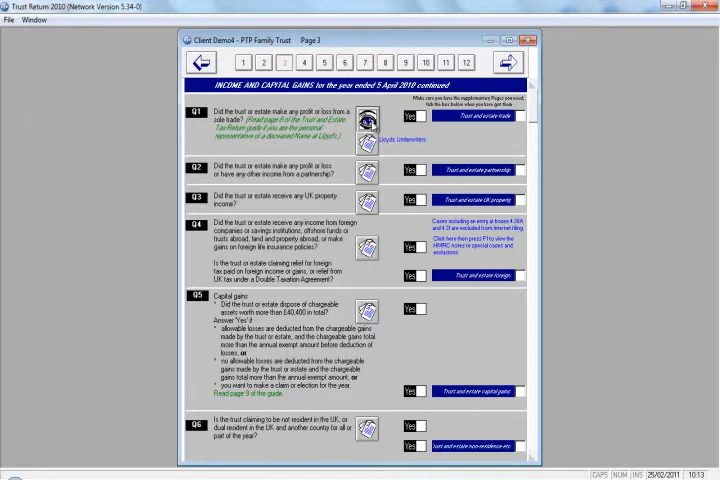 Trust Return 2010 (Network Version 5.34-0)
File Window
Client Demo4 - PTP Family Trust Page 3
1 2 3 4 5 6 7 8 9 10 11 12
INCOME AND CAPITAL GAINS for the year ended 5 April 2010 continued
Make sure you have the supplementary Pages you need;
tick the box below when you have got them
Q1 Did the trust or estate make any profit or loss from a
sole trade? (Read page 8 of the Trust and Estate
Tax Return guide if you are the personal
representative of a deceased Name at Lloyd's.)
Yes Trust and estate trade
Lloyds Underwriters
Q2 Did the trust or estate make any profit or loss
or have any other income from a partnership?
Yes Trust and estate partnership
Q3 Did the trust or estate receive any UK property
income?
Yes Trust and estate UK property
Q4 Did the trust or estate receive any income from foreign
companies or savings institutions, offshore funds or
trusts abroad, land and property abroad, or make
gains on foreign life insurance policies?
Cases including an entry at boxes 4.38A
and 4.31 are excluded from Internet filing.
Click here then press F1 to view the
HMRC notes re special cases and
exclusions
Yes
Is the trust or estate claiming relief for foreign
tax paid on foreign income or gains, or relief from
UK tax under a Double Taxation Agreement?
Yes Trust and estate foreign
Q5 Capital gains
* Did the trust or estate dispose of chargeable
assets worth more than £40,400 in total?
Yes
Answer 'Yes' if
* allowable losses are deducted from the chargeable gains
made by the trust or estate, and the chargeable gains total
more than the annual exempt amount before deduction of
losses, or
* no allowable losses are deducted from the chargeable
gains made by the trust or estate and the chargeable
gains total more than the annual exempt amount, or
* you want to make a claim or election for the year.
Read page 9 of the guide.
Yes Trust and estate capital gains
Q6 Is the trust claiming to be not resident in the UK, or
dual resident in the UK and another country for all or
part of the year?
Yes
Yes rust and estate non-residence etc
CAPS NUM INS 25/02/2011 10:13